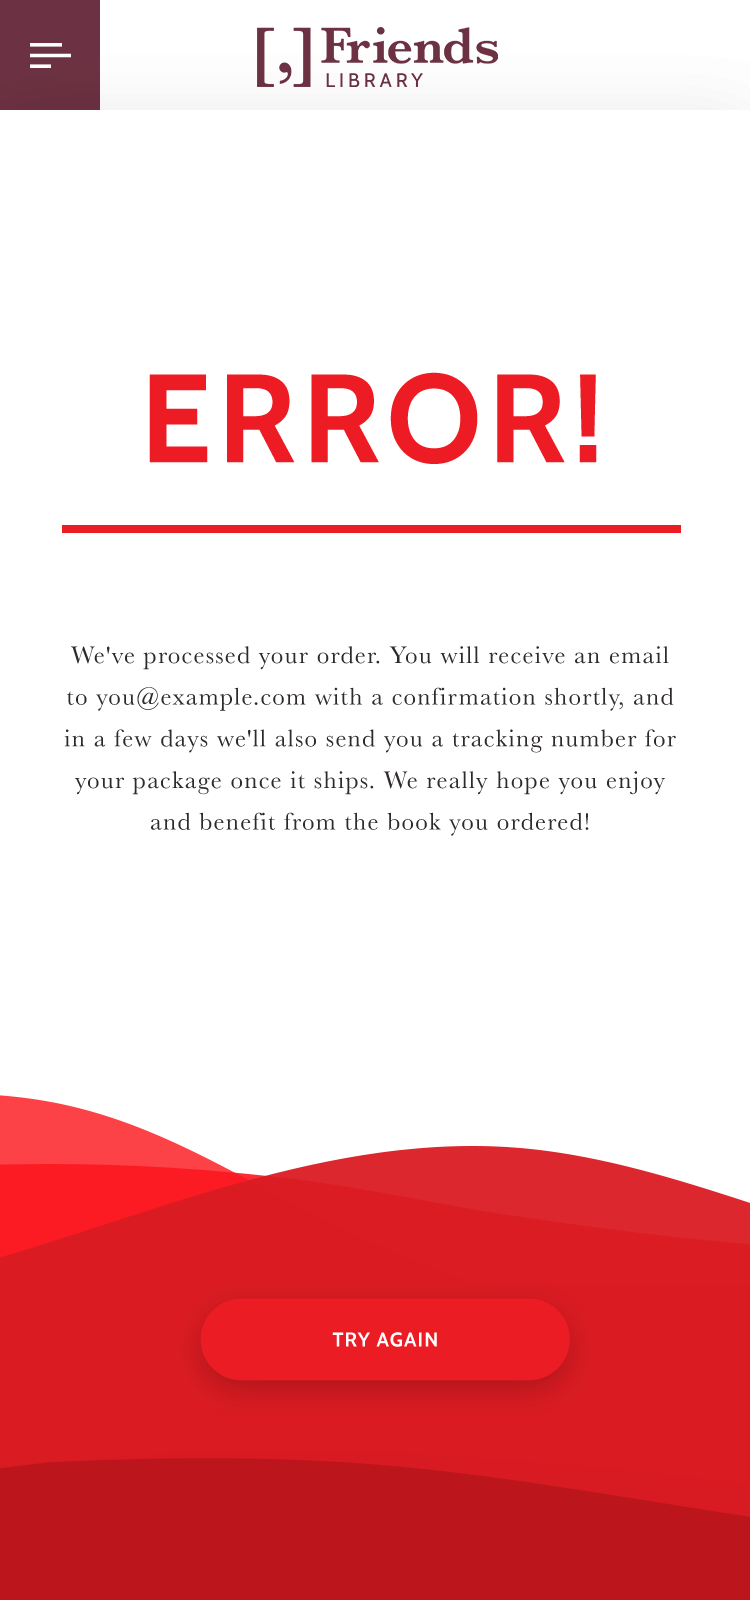 [,] Friends
LIBRARY
ERROR!
We've processed your order. You will receive an email
to you@example.com with a confirmation shortly, and
in a few days we'll also send you a tracking number for
your package once it ships. We really hope you enjoy
and benefit from the book you ordered!
TRY AGAIN